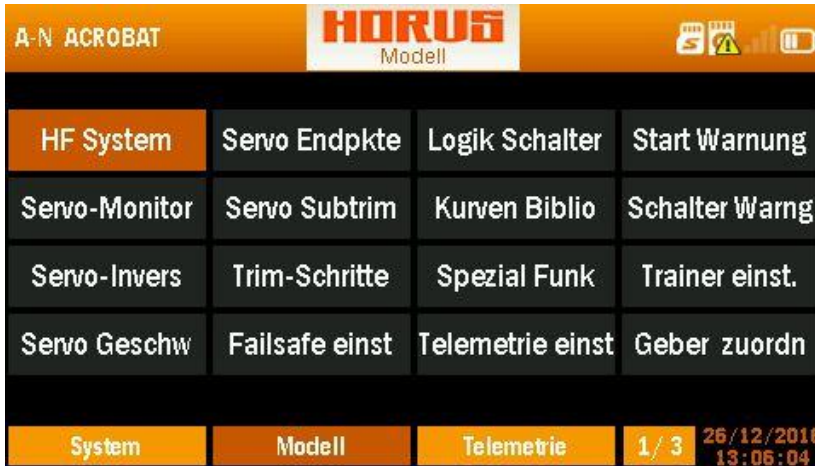 A-N ACROBAT
HORUS
Modell
HF System Servo Endpkte Logik Schalter Start Warnung
Servo-Monitor Servo Subtrim Kurven Biblio Schalter Warng
Servo-Invers Trim-Schritte Spezial Funk Trainer einst.
Servo Geschw Failsafe einst Telemetrie einst Geber zuordn
System Modell Telemetrie 1/3 26/12/2018
13:06:04